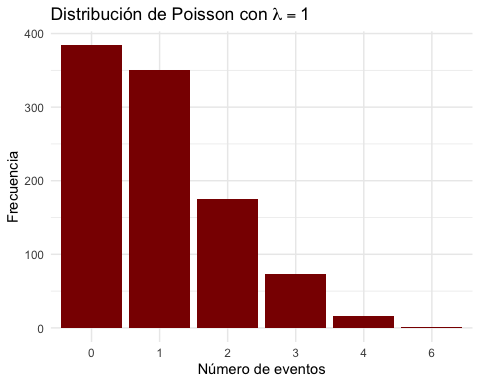 Distribución de Poisson con λ = 1
Frecuencia
400
300
200
100
0
0 1 2 3 4 6
Número de eventos